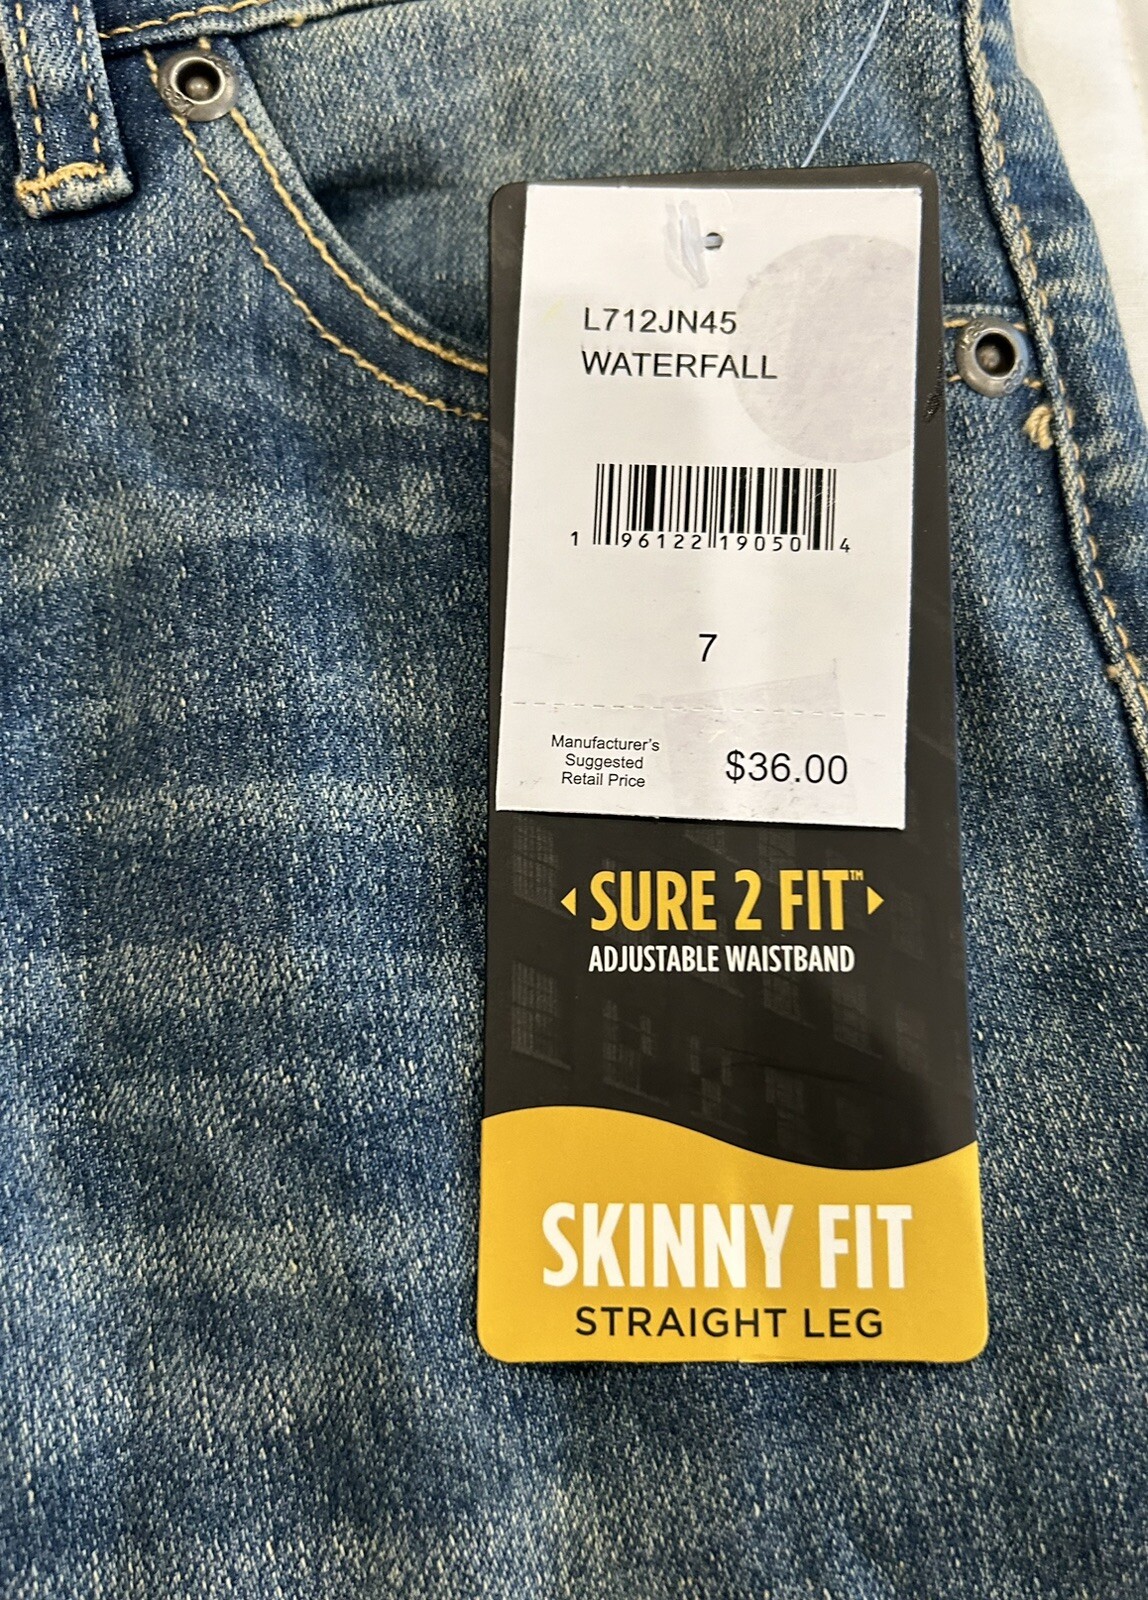 L712JN45
WATERFALL
1 96122 19050 4
7
Manufacturer's
Suggested
Retail Price
$36.00
SURE 2 FIT™
ADJUSTABLE WAISTBAND
SKINNY FIT
STRAIGHT LEG